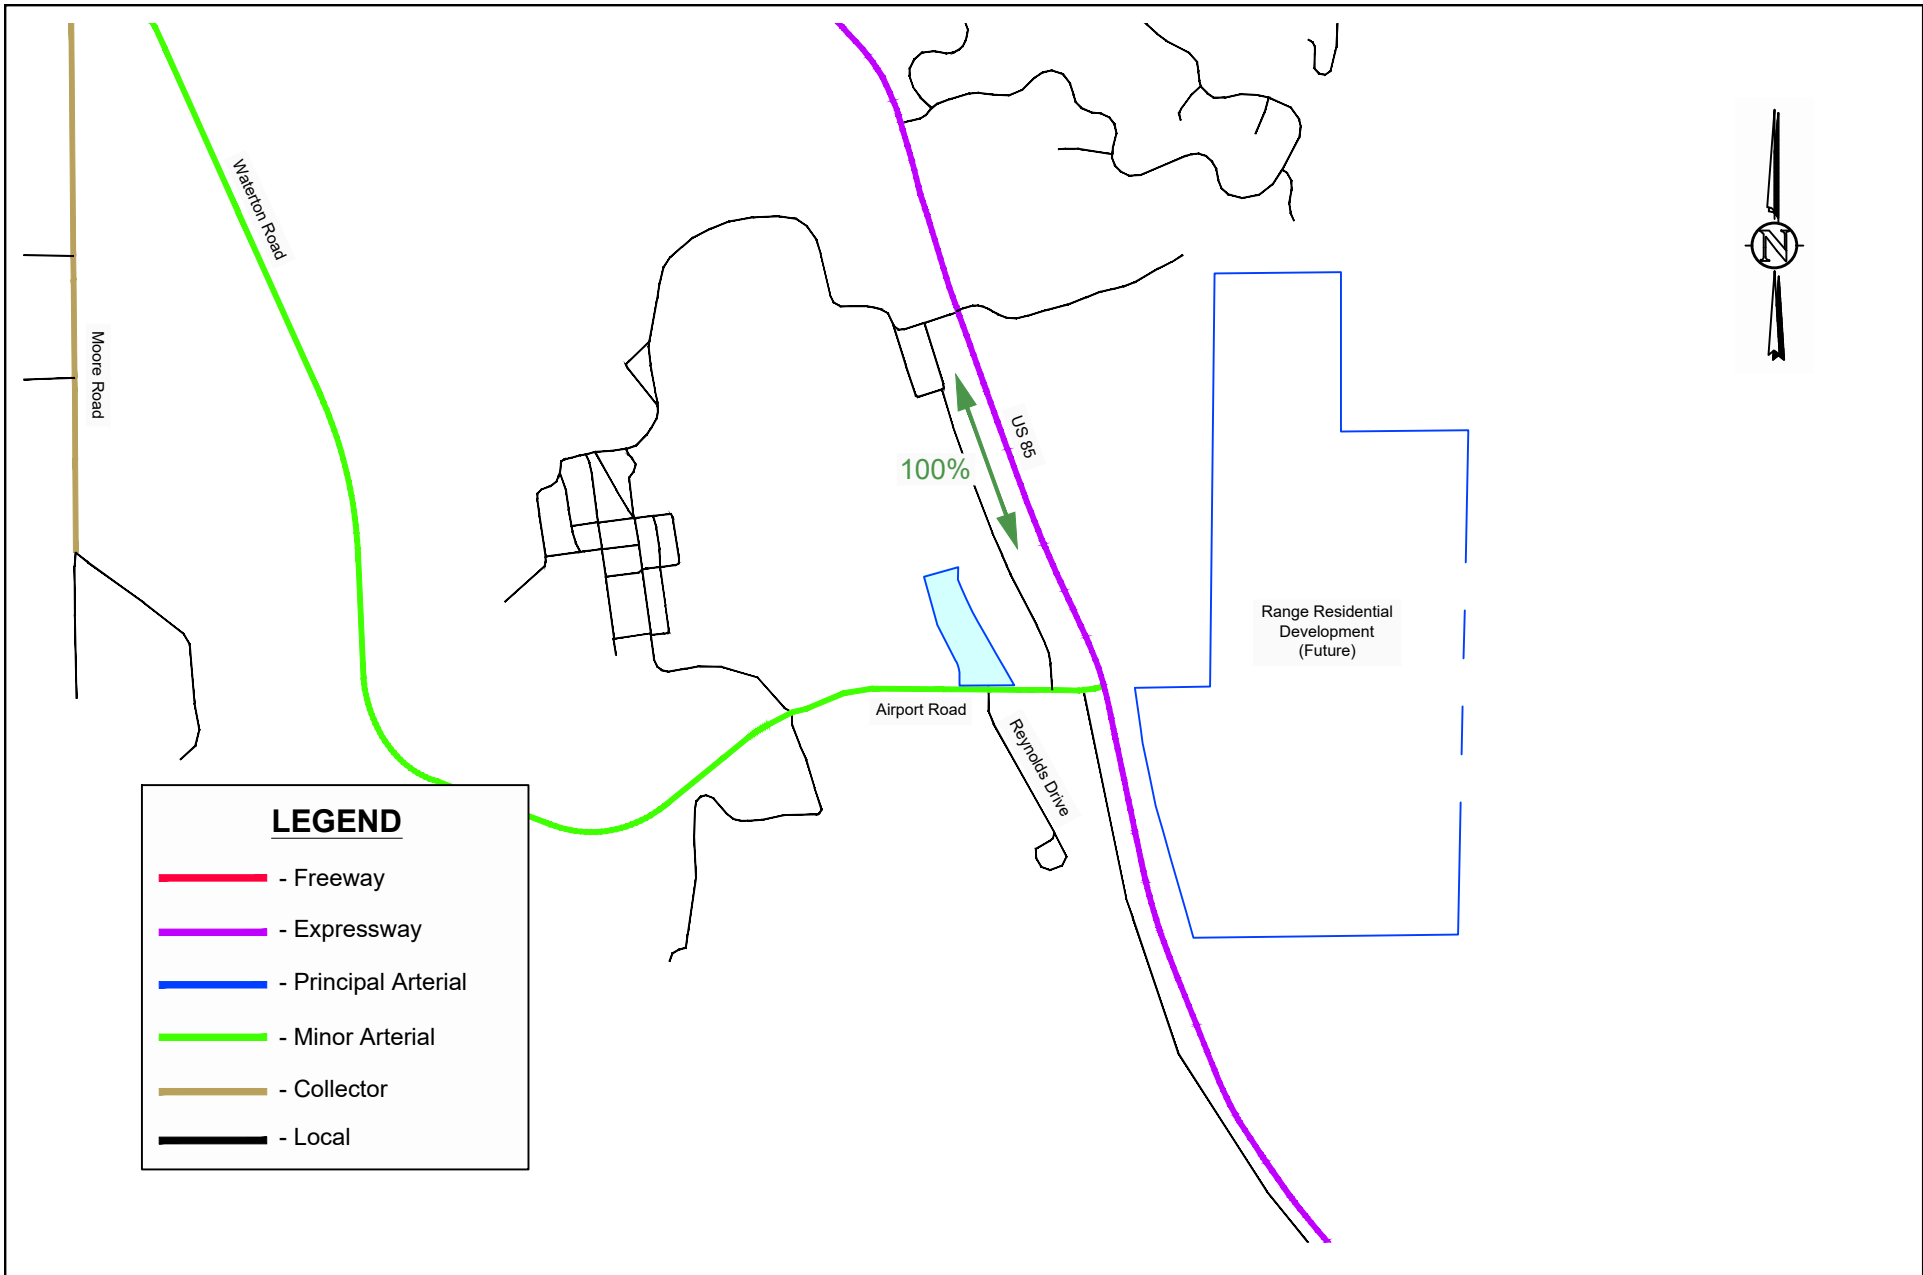 Waterton Road
Moore Road
US 85
100%
Range Residential
Development
(Future)
Airport Road
Reynolds Drive
N
LEGEND
- Freeway
- Expressway
- Principal Arterial
- Minor Arterial
- Collector
- Local